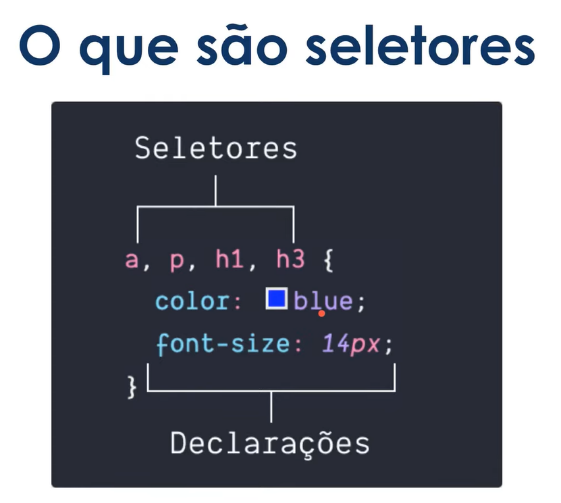 O que são seletores
Seletores
a, p, h1, h3 {
color: blue;
font-size: 14px;
}
Declarações